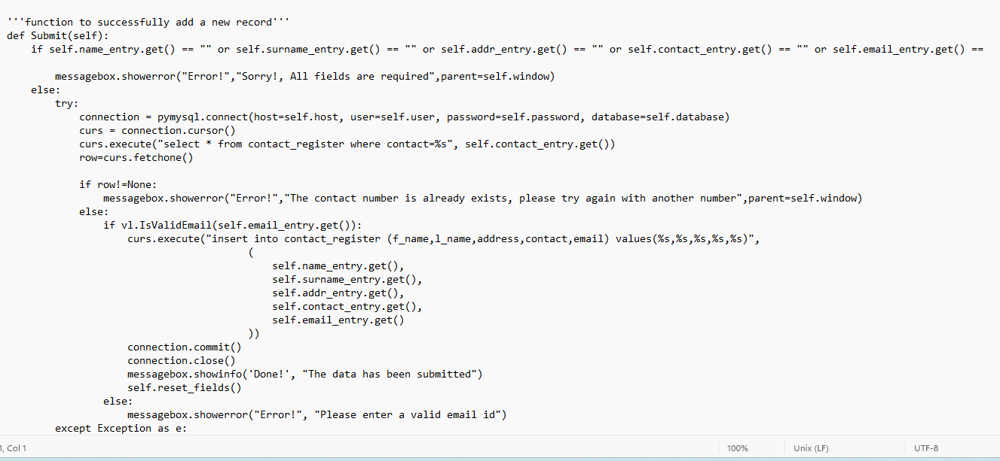 '''function to successfully add a new record'''
def Submit(self):
    if self.name_entry.get() == "" or self.surname_entry.get() == "" or self.addr_entry.get() == "" or self.contact_entry.get() == "" or self.email_entry.get() ==

        messagebox.showerror("Error!","Sorry!, All fields are required",parent=self.window)
    else:
        try:
            connection = pymysql.connect(host=self.host, user=self.user, password=self.password, database=self.database)
            curs = connection.cursor()
            curs.execute("select * from contact_register where contact=%s", self.contact_entry.get())
            row=curs.fetchone()

            if row!=None:
                messagebox.showerror("Error!","The contact number is already exists, please try again with another number",parent=self.window)
            else:
                if vl.IsValidEmail(self.email_entry.get()):
                    curs.execute("insert into contact_register (f_name,l_name,address,contact,email) values(%s,%s,%s,%s,%s)",
                                        (
                                            self.name_entry.get(),
                                            self.surname_entry.get(),
                                            self.addr_entry.get(),
                                            self.contact_entry.get(),
                                            self.email_entry.get()
                                        ))
                    connection.commit()
                    connection.close()
                    messagebox.showinfo('Done!', "The data has been submitted")
                    self.reset_fields()
                else:
                    messagebox.showerror("Error!", "Please enter a valid email id")
        except Exception as e:
1, Col 1 100% Unix (LF) UTF-8